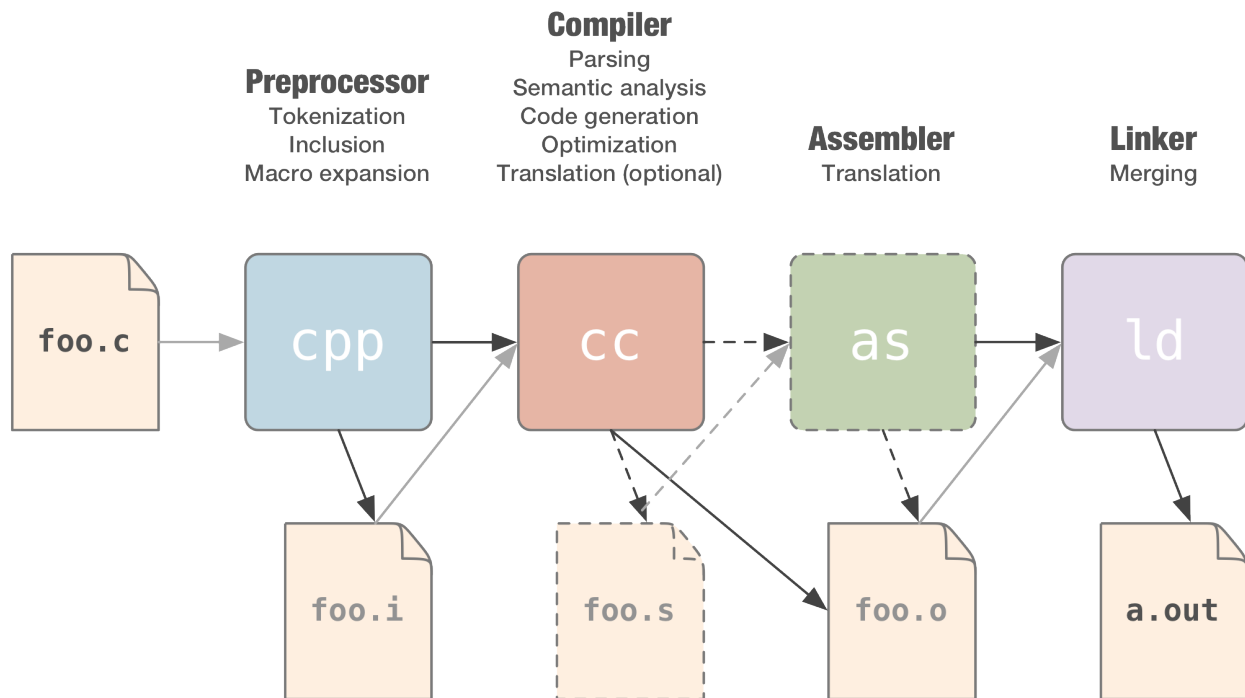 Compiler
Parsing
Semantic analysis
Code generation
Optimization
Translation (optional)
Preprocessor
Tokenization
Inclusion
Macro expansion
Assembler
Translation
Linker
Merging
foo.c
cpp
cc
as
ld
foo.i
foo.s
foo.o
a.out